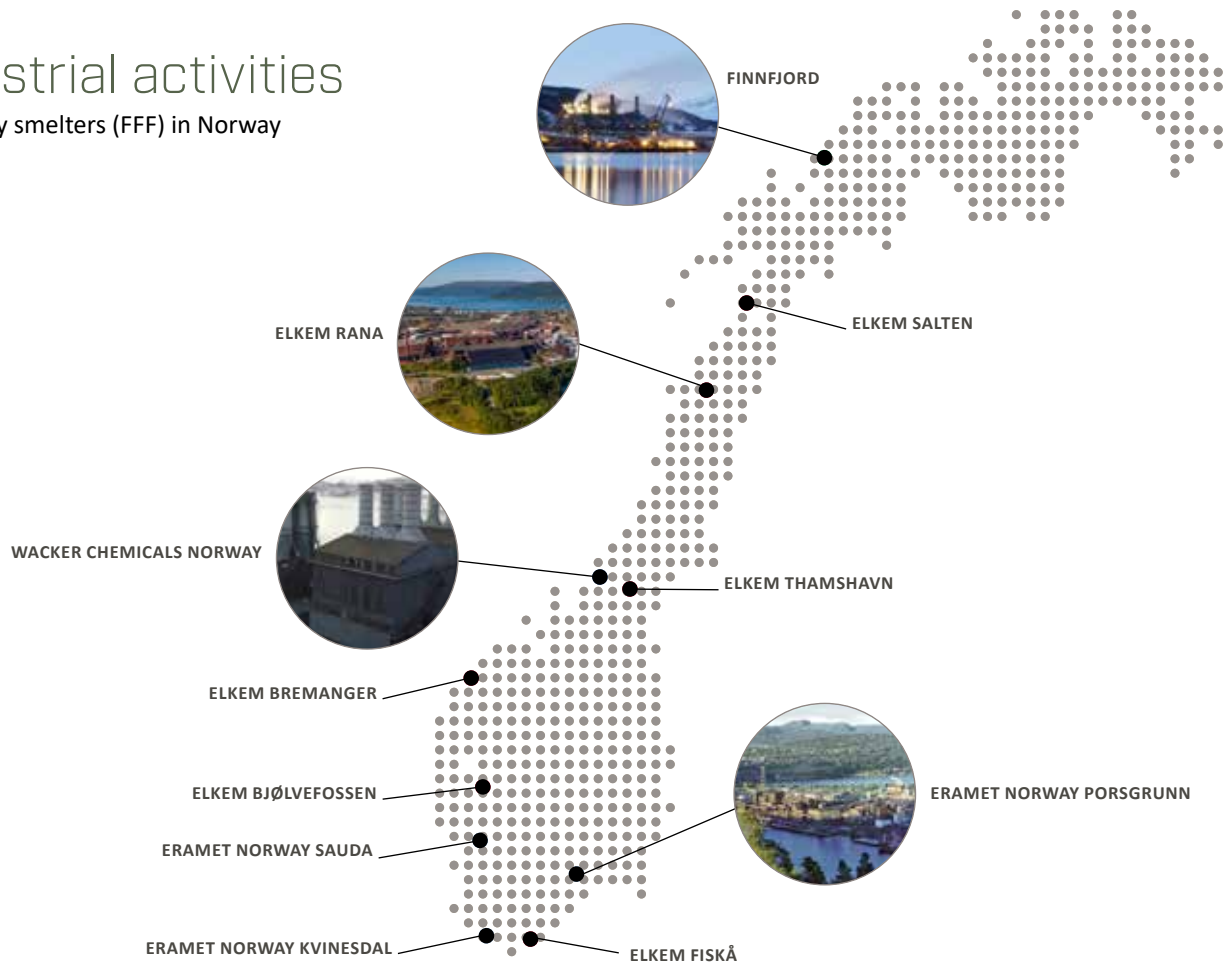 strial activities
y smelters (FFF) in Norway
FINNFJORD
ELKEM SALTEN
ELKEM RANA
WACKER CHEMICALS NORWAY
ELKEM THAMSHAVN
ELKEM BREMANGER
ELKEM BJØLVEFOSSEN
ERAMET NORWAY PORSGRUNN
ERAMET NORWAY SAUDA
ERAMET NORWAY KVINESDAL
ELKEM FISKÅ